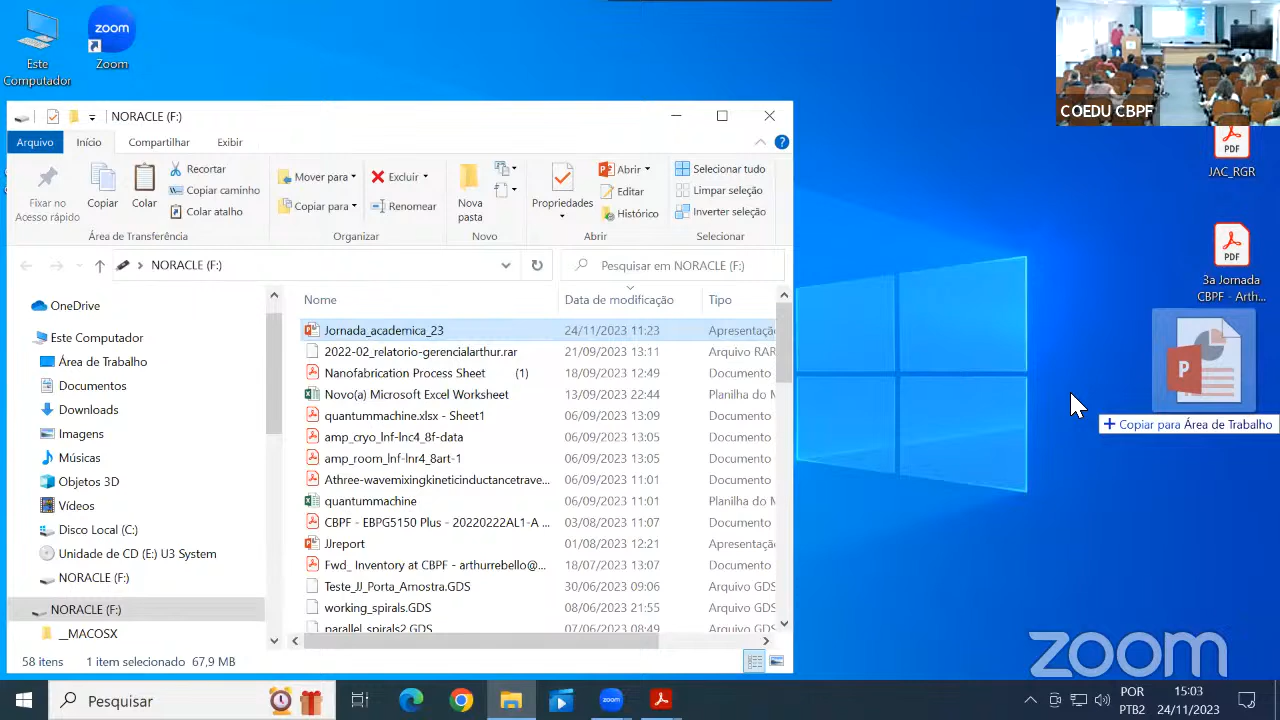 Este
Computador
zoom
Zoom
COEDU CBPF
PDF
JAC_RGR
PDF
3a Jornada
CBPF - Arth...
P
+ Copiar para Área de Trabalho
NORACLE (F:)
Arquivo
Início
Compartilhar
Exibir
Fixar no
Acesso rápido
Copiar
Colar
Recortar
Copiar caminho
Colar atalho
Área de Transferência
Mover para
Copiar para
Excluir
Renomear
Organizar
Nova
pasta
Novo
Propriedades
Abrir
Editar
Histórico
Abrir
Selecionar tudo
Limpar seleção
Inverter seleção
Selecionar
NORACLE (F:)
Pesquisar em NORACLE (F:)
OneDrive
Este Computador
Área de Trabalho
Documentos
Downloads
Imagens
Músicas
Objetos 3D
Vídeos
Disco Local (C:)
Unidade de CD (E:) U3 System
NORACLE (F:)
NORACLE (F:)
__MACOSX
Nome Data de modificação Tipo
Jornada_academica_23 24/11/2023 11:23 Apresentaçã
2022-02_relatorio-gerencialarthur.rar 21/09/2023 13:11 Arquivo RAR
Nanofabrication Process Sheet (1) 18/09/2023 12:49 Documento
Novo(a) Microsoft Excel Worksheet 13/09/2023 22:44 Planilha do M
quantummachine.xlsx - Sheet1 06/09/2023 13:09 Documento
amp_cryo_lnf-lnc4_8f-data 06/09/2023 13:05 Documento
amp_room_lnf-lnr4_8art-1 06/09/2023 13:05 Documento
Athree-wavemixingkineticinductancetrave... 06/09/2023 11:01 Documento
quantummachine 06/09/2023 11:01 Planilha do M
CBPF - EBPG5150 Plus - 20220222AL1-A ... 03/08/2023 11:07 Documento
JJreport 01/08/2023 12:21 Apresentaçã
Fwd_ Inventory at CBPF - arthurrebello@... 18/07/2023 13:07 Documento
Teste_JJ_Porta_Amostra.GDS 30/06/2023 09:06 Arquivo GDS
working_spirals.GDS 08/06/2023 21:55 Arquivo GDS
parallel_spirals2.GDS 07/06/2023 08:49 Arquivo GDS
58 itens 1 item selecionado 67,9 MB
zoom
Pesquisar
zoom
POR
PTB2
15:03
24/11/2023